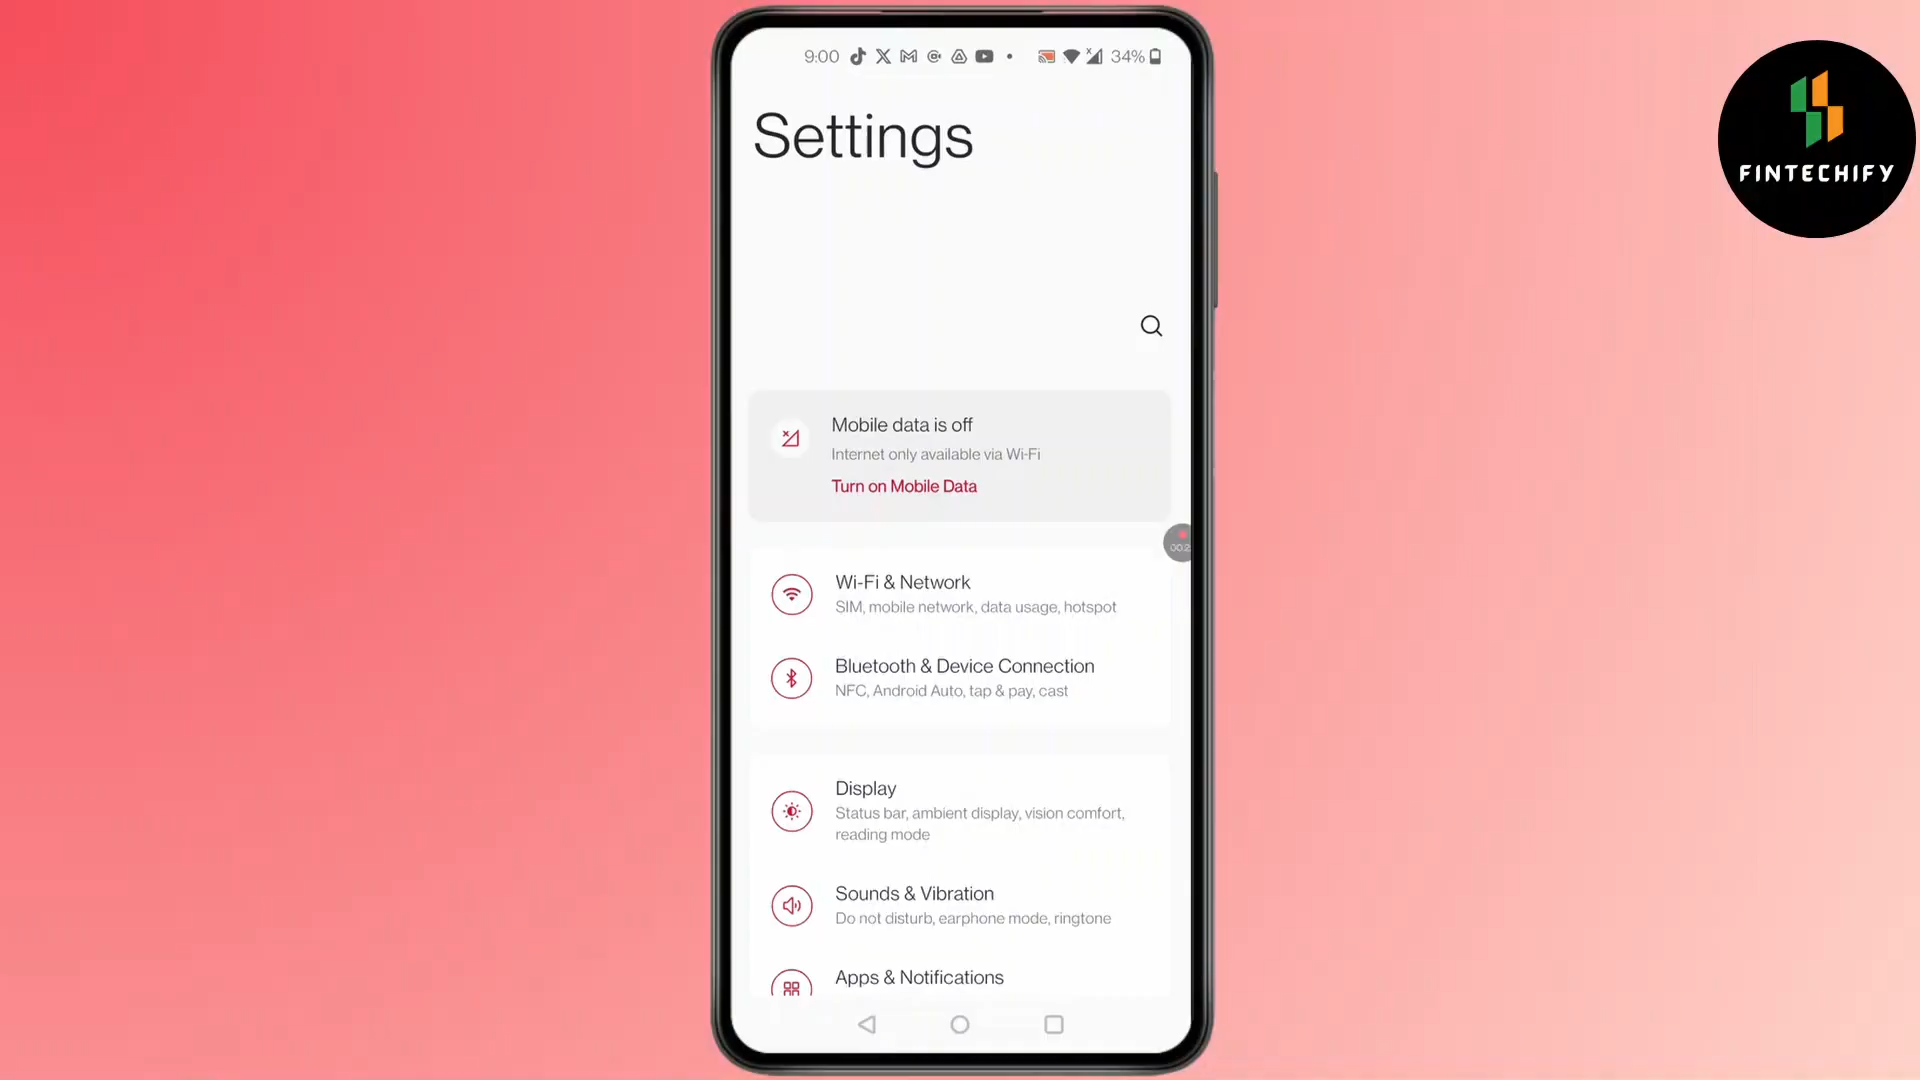 9:00
34%
FINTECHIFY
Settings
Mobile data is off
Internet only available via Wi-Fi
Turn on Mobile Data
Wi-Fi & Network
SIM, mobile network, data usage, hotspot
Bluetooth & Device Connection
NFC, Android Auto, tap & pay, cast
Display
Status bar, ambient display, vision comfort,
reading mode
Sounds & Vibration
Do not disturb, earphone mode, ringtone
Apps & Notifications